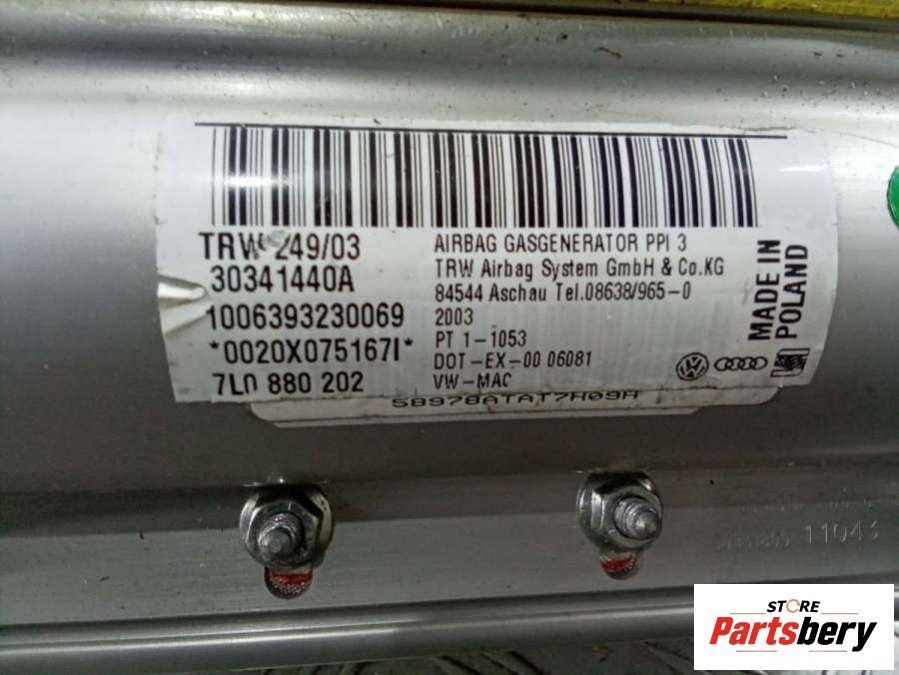 TRW 249/03
30341440A
1006393230069
*0020X075167I*
7L0 880 202
AIRBAG GASGENERATOR PPI 3
TRW Airbag System GmbH & Co.KG
84544 Aschau Tel.08638/965-0
2003
PT 1-1053
DOT-EX-00 06081
VW-MAC
MADE IN
POLAND
58978ATAT7H09H
11043
STORE
Partsbery